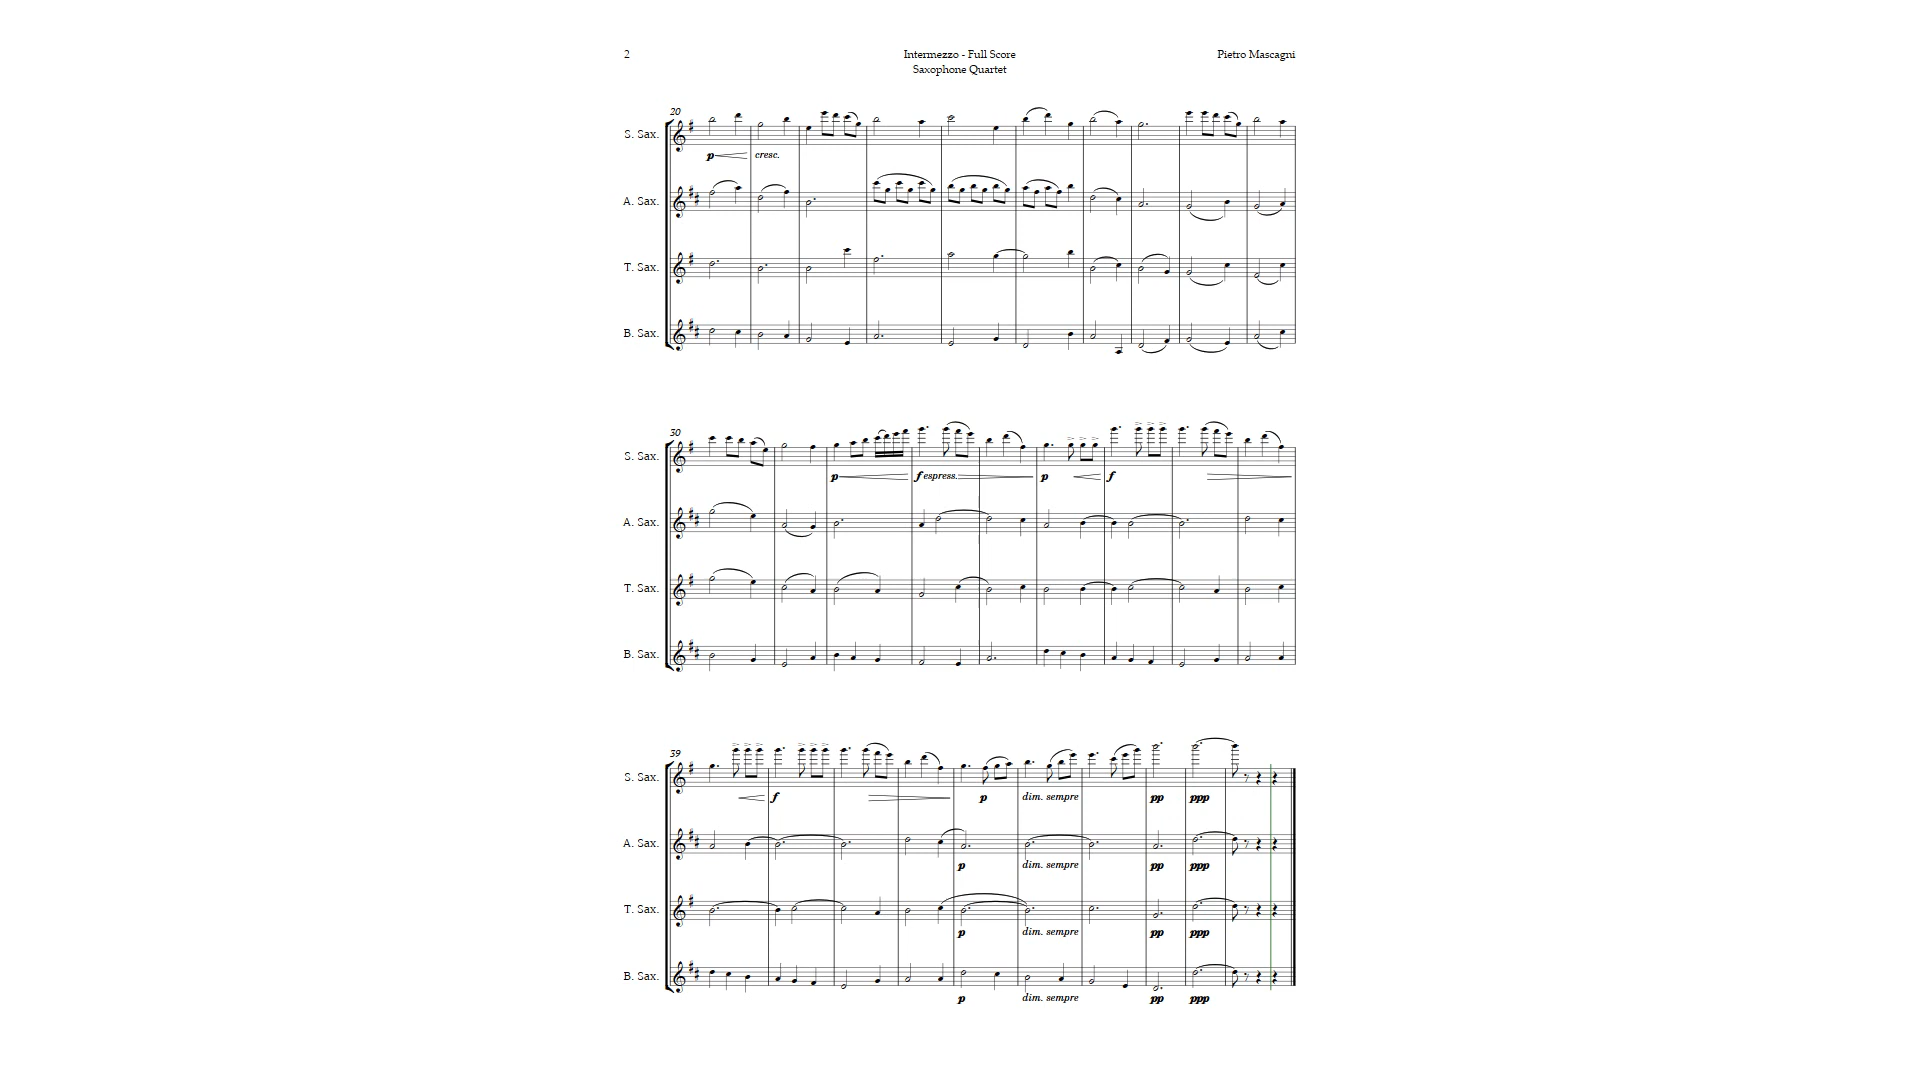 2 Intermezzo - Full Score Pietro Mascagni
Saxophone Quartet
20
S. Sax.
p cresc.
A. Sax.
T. Sax.
B. Sax.
30
S. Sax.
p f espress. p f
A. Sax.
T. Sax.
B. Sax.
39
S. Sax.
f p dim. sempre pp ppp
A. Sax.
p dim. sempre pp ppp
T. Sax.
p dim. sempre pp ppp
B. Sax.
p dim. sempre pp ppp